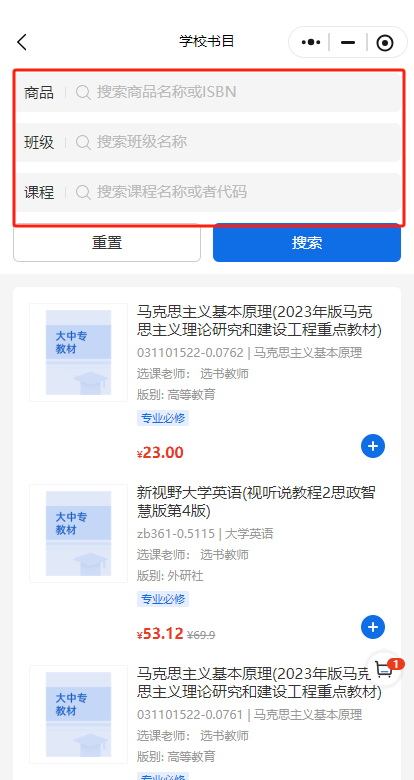 学校书目
商品 搜索商品名称或ISBN
班级 搜索班级名称
课程 搜索课程名称或者代码
重置 搜索
大中专
教材
马克思主义基本原理(2023年版马克
思主义理论研究和建设工程重点教材)
031101522-0.0762 | 马克思主义基本原理
选课老师： 选书教师
版别: 高等教育
专业必修
¥23.00
大中专
教材
新视野大学英语(视听说教程2思政智
慧版第4版)
zb361-0.5115 | 大学英语
选课老师： 选书教师
版别: 外研社
专业必修
¥53.12 ¥69.9
1
大中专
教材
马克思主义基本原理(2023年版马克
思主义理论研究和建设工程重点教材)
031101522-0.0761 | 马克思主义基本原理
选课老师： 选书教师
版别: 高等教育
专业必修